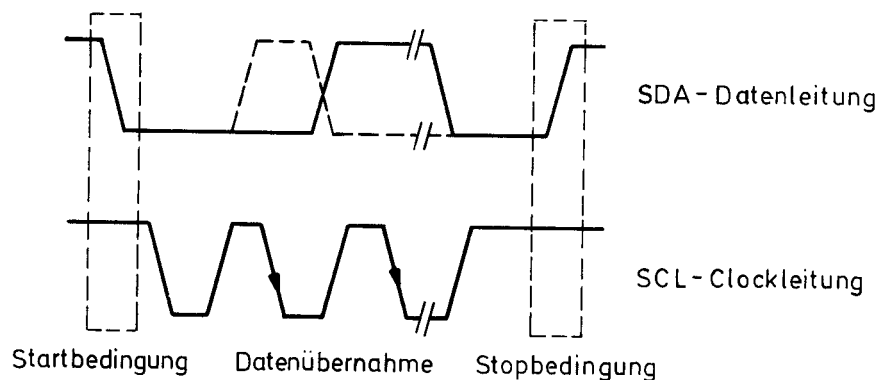 SDA-Datenleitung
SCL-Clockleitung
Startbedingung Datenübernahme Stopbedingung